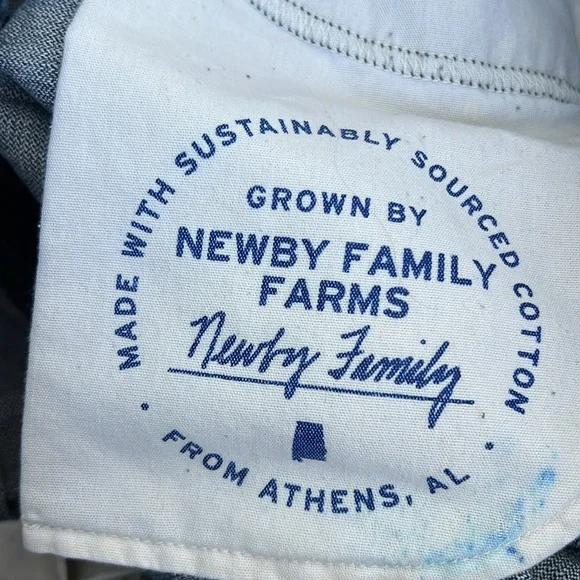 MADE WITH SUSTAINABLY SOURCED COTTON
GROWN BY
NEWBY FAMILY
FARMS
Newby Family
FROM ATHENS, AL